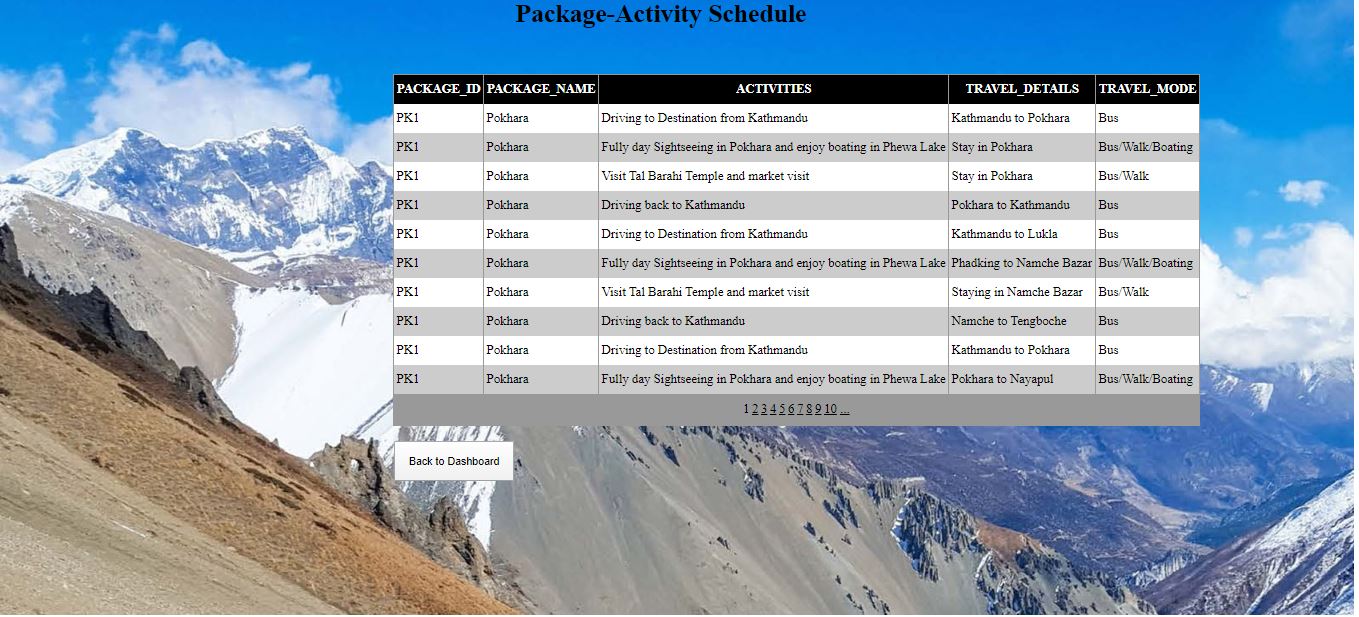 Package-Activity Schedule
PACKAGE_ID PACKAGE_NAME ACTIVITIES TRAVEL_DETAILS TRAVEL_MODE
PK1 Pokhara Driving to Destination from Kathmandu Kathmandu to Pokhara Bus
PK1 Pokhara Fully day Sightseeing in Pokhara and enjoy boating in Phewa Lake Stay in Pokhara Bus/Walk/Boating
PK1 Pokhara Visit Tal Barahi Temple and market visit Stay in Pokhara Bus/Walk
PK1 Pokhara Driving back to Kathmandu Pokhara to Kathmandu Bus
PK1 Pokhara Driving to Destination from Kathmandu Kathmandu to Lukla Bus
PK1 Pokhara Fully day Sightseeing in Pokhara and enjoy boating in Phewa Lake Phadking to Namche Bazar Bus/Walk/Boating
PK1 Pokhara Visit Tal Barahi Temple and market visit Staying in Namche Bazar Bus/Walk
PK1 Pokhara Driving back to Kathmandu Namche to Tengboche Bus
PK1 Pokhara Driving to Destination from Kathmandu Kathmandu to Pokhara Bus
PK1 Pokhara Fully day Sightseeing in Pokhara and enjoy boating in Phewa Lake Pokhara to Nayapul Bus/Walk/Boating
1 2 3 4 5 6 7 8 9 10 ...
Back to Dashboard